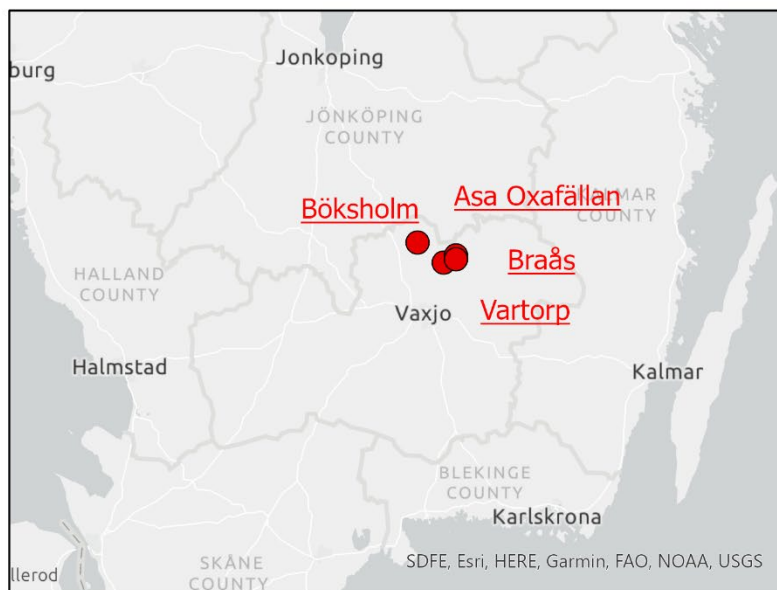 Jonkoping
burg
JÖNKÖPING
COUNTY
Asa Oxafällan
Böksholm
KALMAR
COUNTY
HALLAND
COUNTY
Braås
Vaxjo
Vartorp
Halmstad
Kalmar
BLEKINGE
COUNTY
Karlskrona
SKÅNE
COUNTY
SDFE, Esri, HERE, Garmin, FAO, NOAA, USGS
llerod